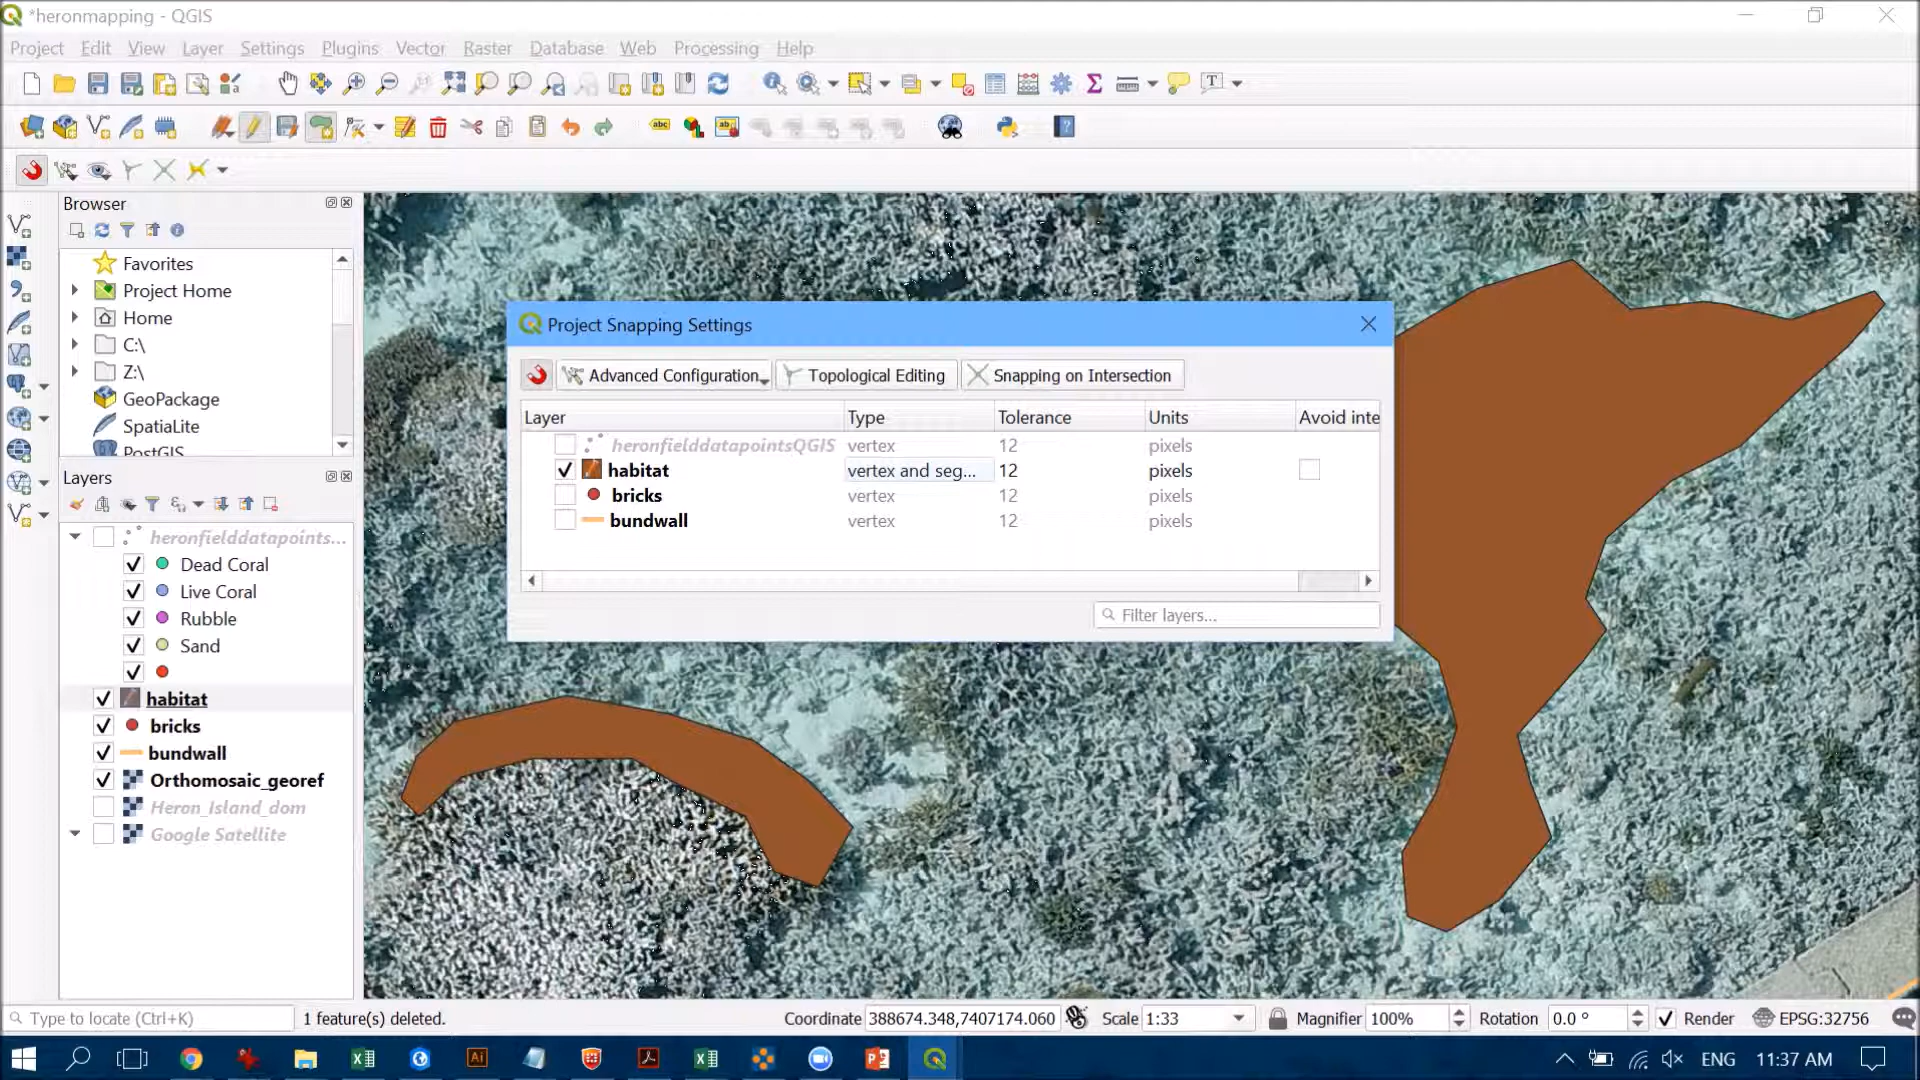 *heronmapping - QGIS
Project Edit View Layer Settings Plugins Vector Raster Database Web Processing Help
Browser
Favorites
Project Home
Home
C:\
Z:\
GeoPackage
SpatiaLite
PostGIS
Layers
heronfielddatapoints...
Dead Coral
Live Coral
Rubble
Sand
habitat
bricks
bundwall
Orthomosaic_georef
Heron_Island_dom
Google Satellite
Project Snapping Settings
Advanced Configuration Topological Editing Snapping on Intersection
Layer Type Tolerance Units Avoid inte
heronfielddatapointsQGIS vertex 12 pixels
habitat vertex and seg... 12 pixels
bricks vertex 12 pixels
bundwall vertex 12 pixels
Filter layers...
Type to locate (Ctrl+K) 1 feature(s) deleted. Coordinate 388674.348,7407174.060 Scale 1:33 Magnifier 100% Rotation 0.0 ° Render EPSG:32756
ENG 11:37 AM